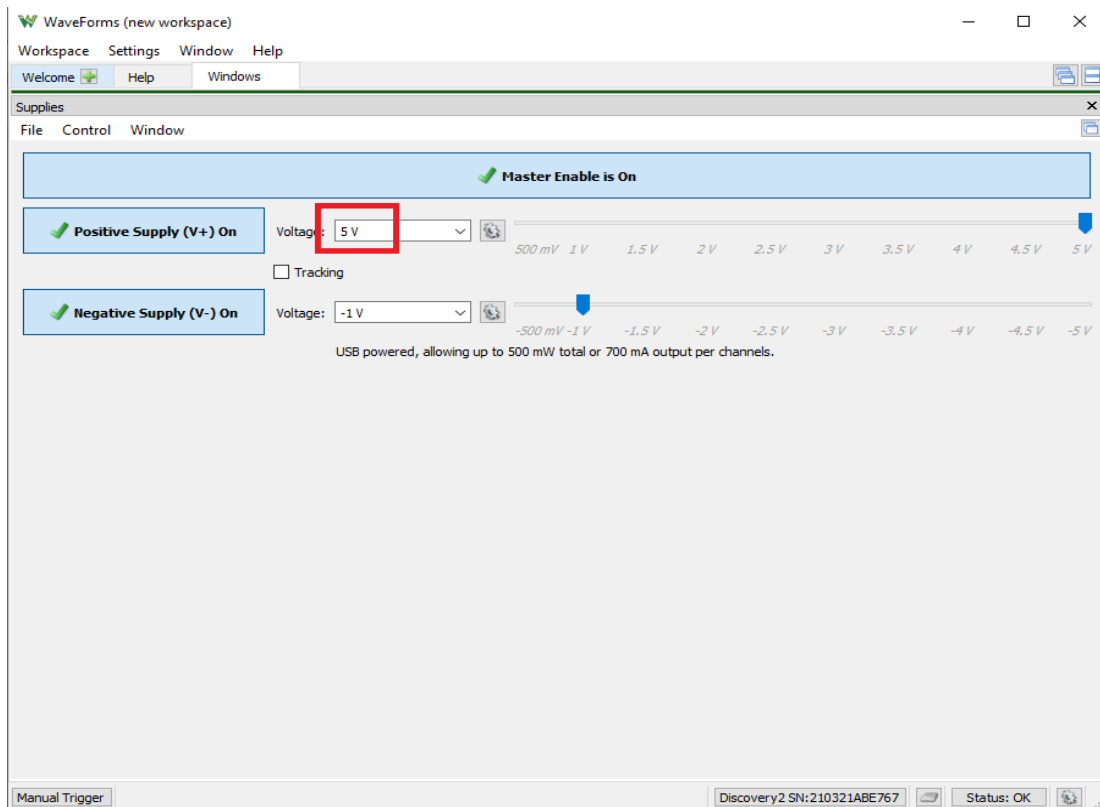 WaveForms (new workspace)
Workspace Settings Window Help
Welcome Help Windows
Supplies
File Control Window
Master Enable is On
Positive Supply (V+) On Voltage: 5 V
500 mV 1 V 1.5 V 2 V 2.5 V 3 V 3.5 V 4 V 4.5 V 5 V
Tracking
Negative Supply (V-) On Voltage: -1 V
-500 mV -1 V -1.5 V -2 V -2.5 V -3 V -3.5 V -4 V -4.5 V -5 V
USB powered, allowing up to 500 mW total or 700 mA output per channels.
Manual Trigger Discovery2 SN:210321ABE767 Status: OK